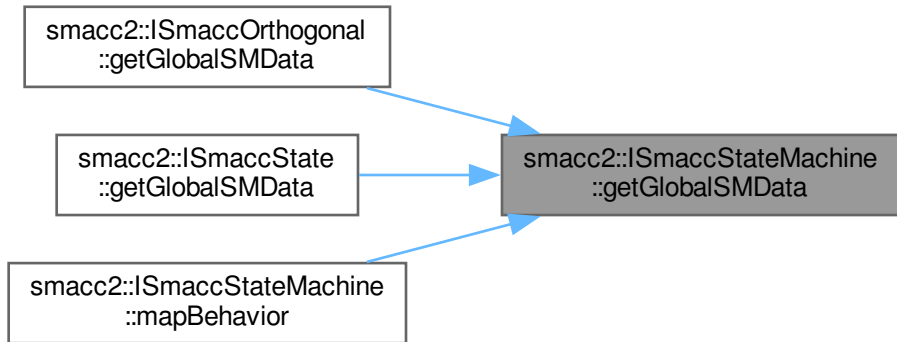 smacc2::ISmaccOrthogonal
::getGlobalSMData
smacc2::ISmaccState
::getGlobalSMData
smacc2::ISmaccStateMachine
::getGlobalSMData
smacc2::ISmaccStateMachine
::mapBehavior